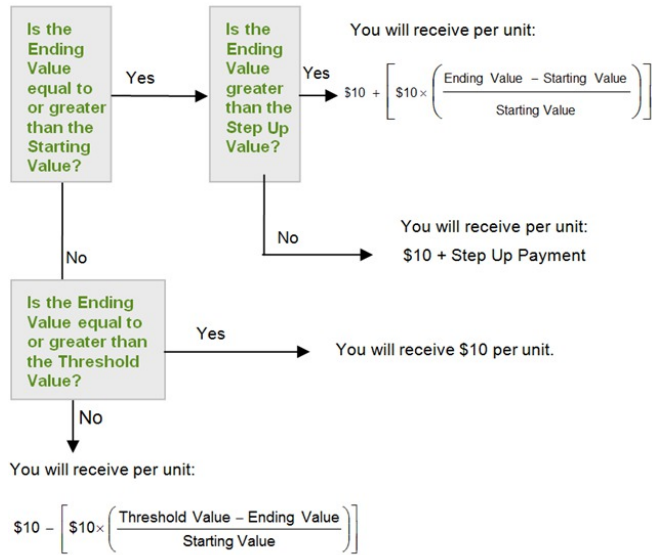 Is the
Ending
Value
equal to
or greater
than the
Starting
Value?
Yes
Is the
Ending
Value
greater
than the
Step Up
Value?
Yes
You will receive per unit:
$10 + [$10 × (Ending Value – Starting Value
Starting Value)]
No
You will receive per unit:
$10 + Step Up Payment
No
Is the Ending
Value equal to
or greater than
the Threshold
Value?
Yes
You will receive $10 per unit.
No
You will receive per unit:
$10 – [$10× (Threshold Value – Ending Value
Starting Value)]